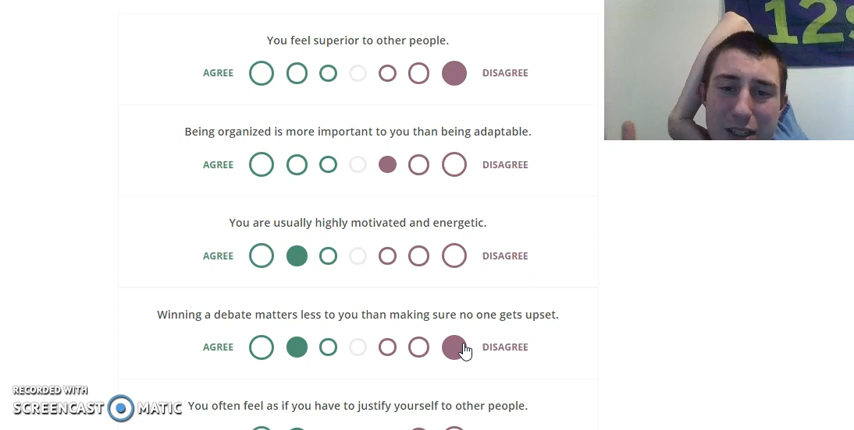 You feel superior to other people.
AGREE DISAGREE
Being organized is more important to you than being adaptable.
AGREE DISAGREE
You are usually highly motivated and energetic.
AGREE DISAGREE
Winning a debate matters less to you than making sure no one gets upset.
AGREE DISAGREE
You often feel as if you have to justify yourself to other people.
RECORDED WITH
SCREENCAST MATIC
12s